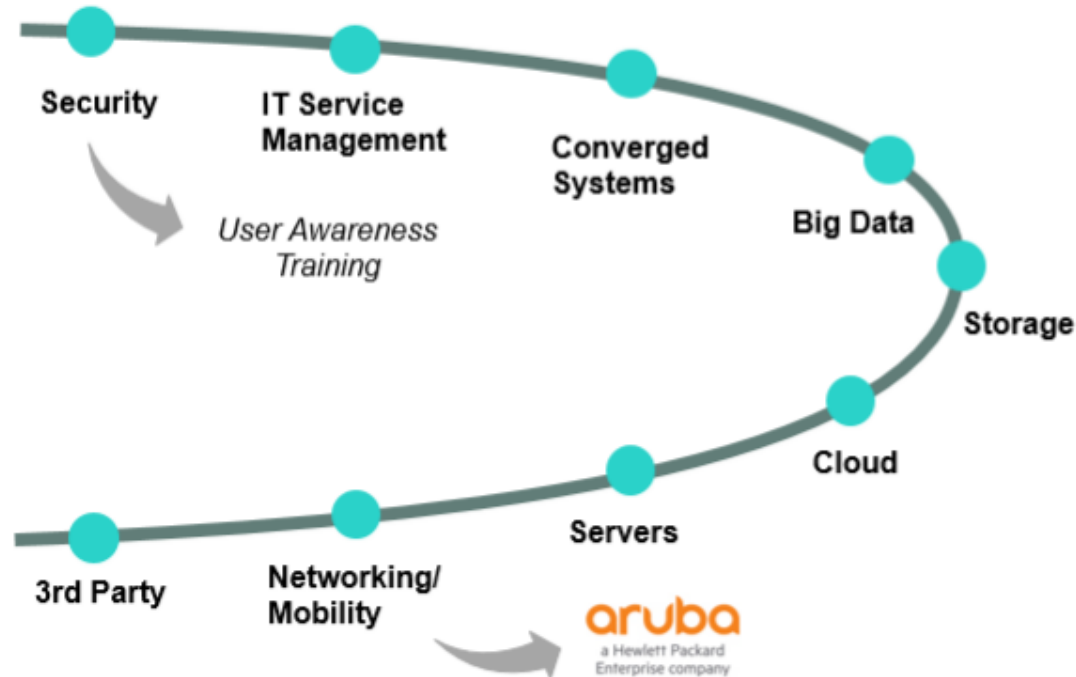 Security
IT Service
Management
Converged
Systems
User Awareness
Training
Big Data
Storage
Cloud
Servers
Networking/
Mobility
3rd Party
aruba
a Hewlett Packard
Enterprise company